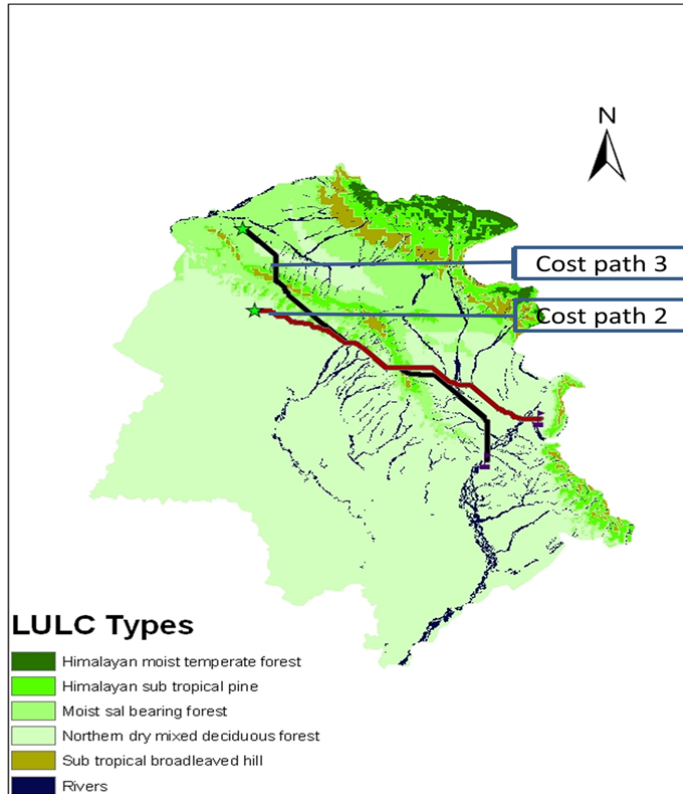 N
Cost path 3
Cost path 2
LULC Types
Himalayan moist temperate forest
Himalayan sub tropical pine
Moist sal bearing forest
Northern dry mixed deciduous forest
Sub tropical broadleaved hill
Rivers